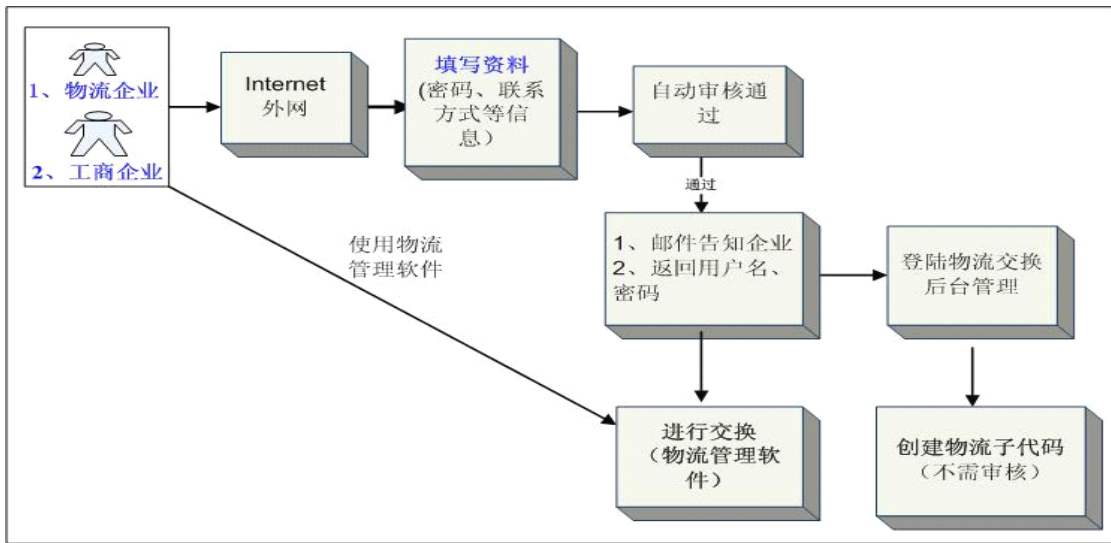 1、物流企业
2、工商企业
Internet
外网
填写资料
(密码、联系
方式等信
息）
自动审核通
过
通过
1、邮件告知企业
2、返回用户名、
密码
登陆物流交换
后台管理
使用物流
管理软件
进行交换
（物流管理软
件）
创建物流子代码
（不需审核）